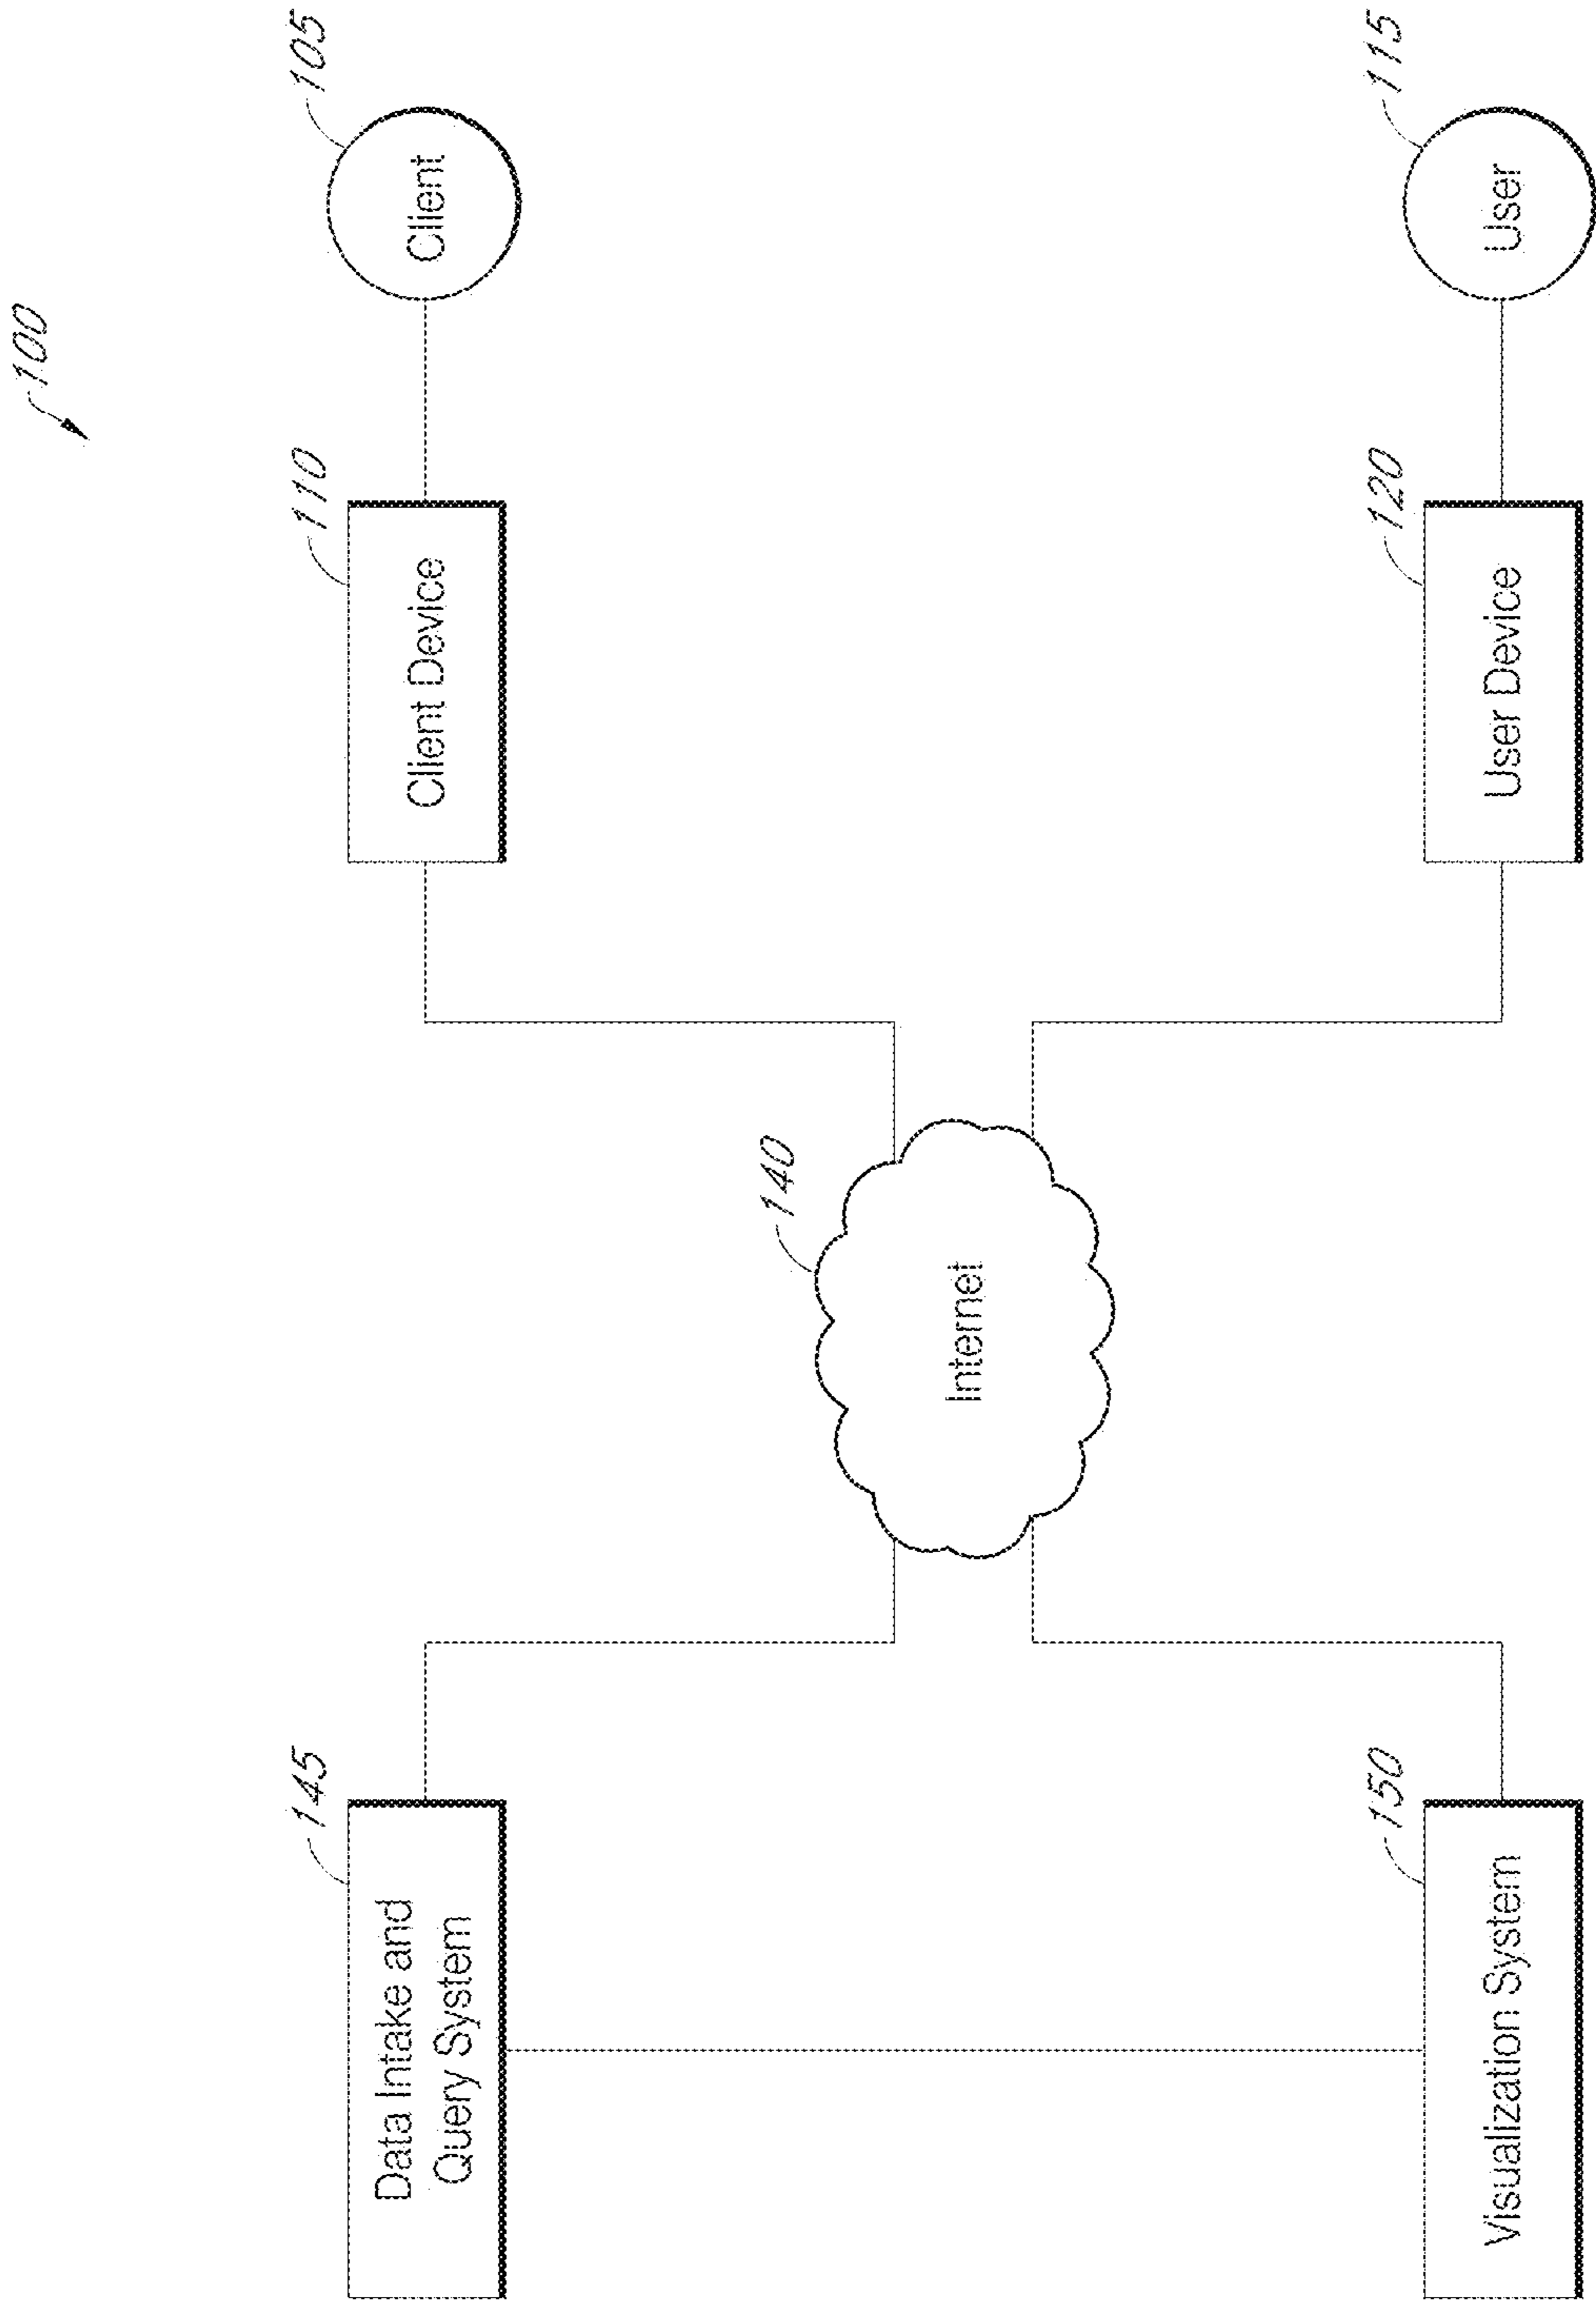 100
145
Data Intake and
Query System
140
Internet
110
Client Device
105
Client
150
Visualization System
120
User Device
115
User